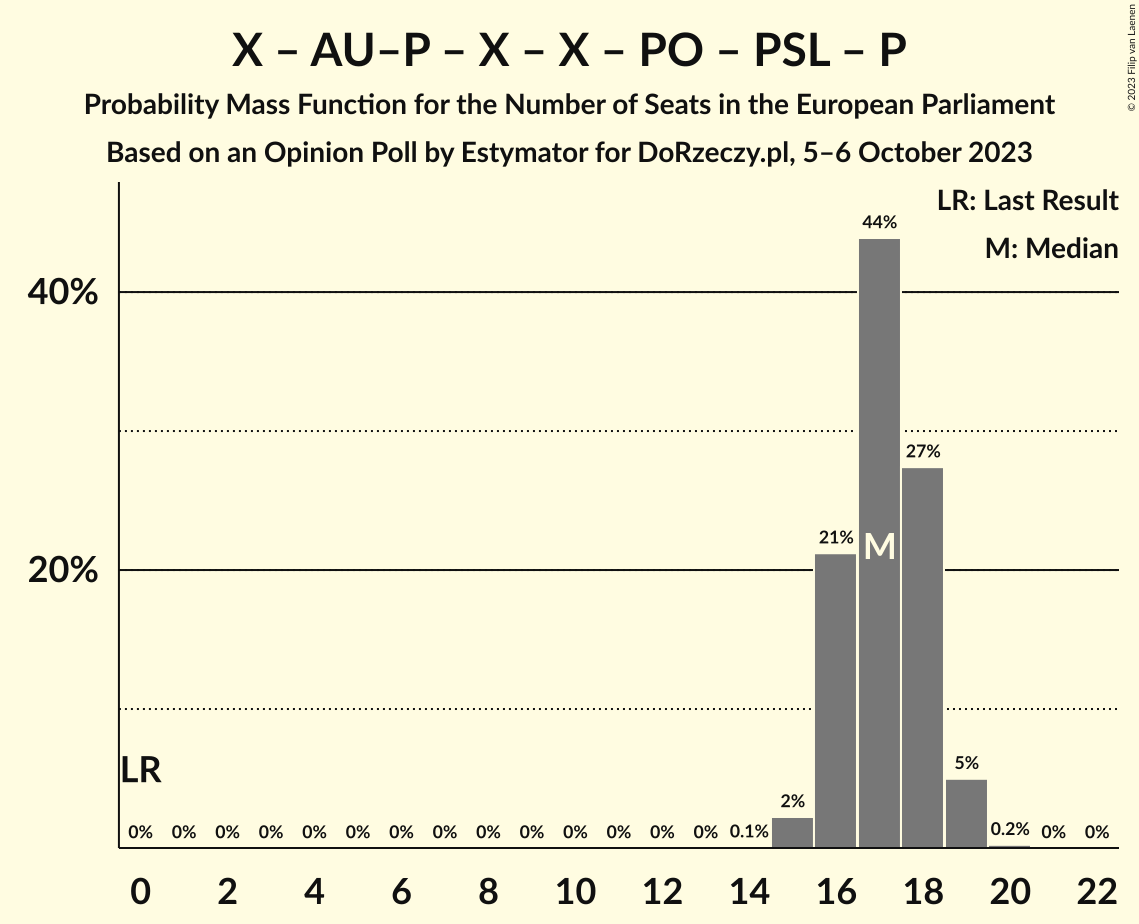 X – AU–P – X – X – PO – PSL – P
Probability Mass Function for the Number of Seats in the European Parliament
Based on an Opinion Poll by Estymator for DoRzeczy.pl, 5–6 October 2023
© 2023 Filip van Laenen
LR: Last Result
M: Median
40%
20%
44%
27%
21%
M
5%
2%
LR
0% 0% 0% 0% 0% 0% 0% 0% 0% 0% 0% 0% 0% 0% 0.1% 0.2% 0% 0%
0 2 4 6 8 10 12 14 16 18 20 22